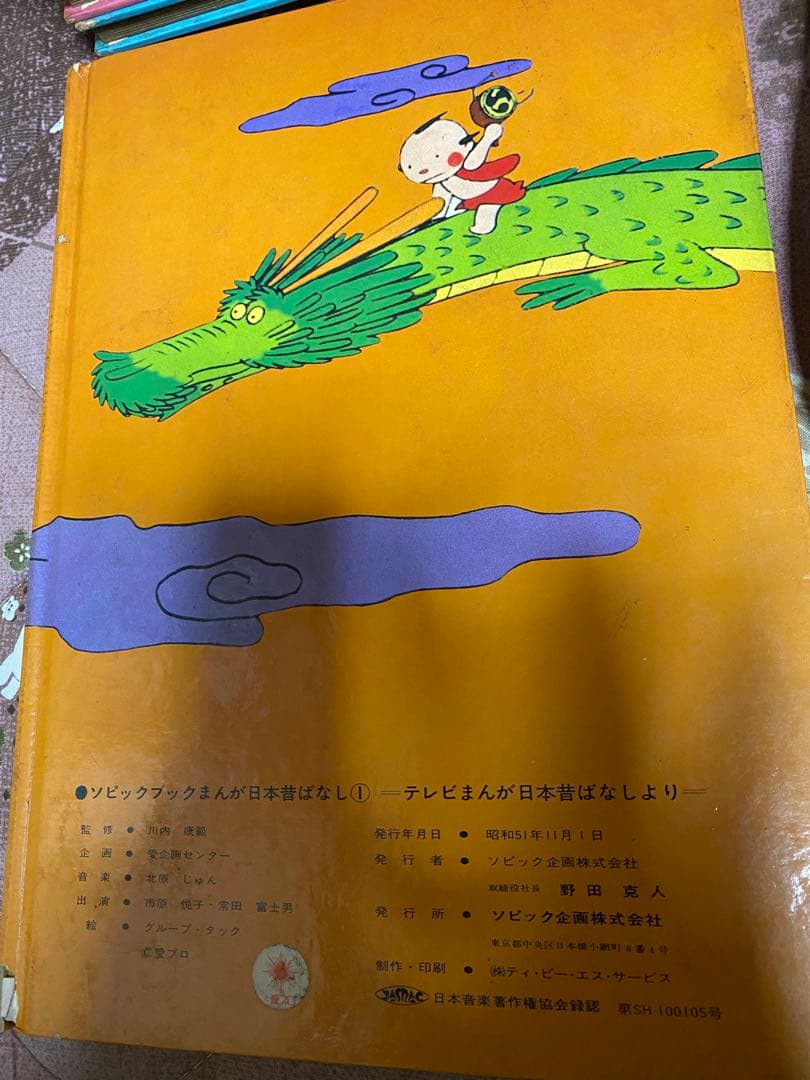 ●ソピックブックまんが日本昔ばなし① ＝テレビまんが日本昔ばなしより＝
監修 ● 川内 康範
企画 ● 愛企画センター
音楽 ● 北原 じゅん
出演 ● 市原 悦子・常田 富士男
絵 ● グループ・タック
©愛プロ
発行年月日 ● 昭和51年11月1日
発行者 ● ソピック企画株式会社
取締役社長 野田 克人
発行所 ● ソピック企画株式会社
東京都中央区日本橋小網町8番4号
制作・印刷 ● ㈱ティ・ビー・エス・サービス
JASRAC 日本音楽著作権協会録認 第SH 100105号